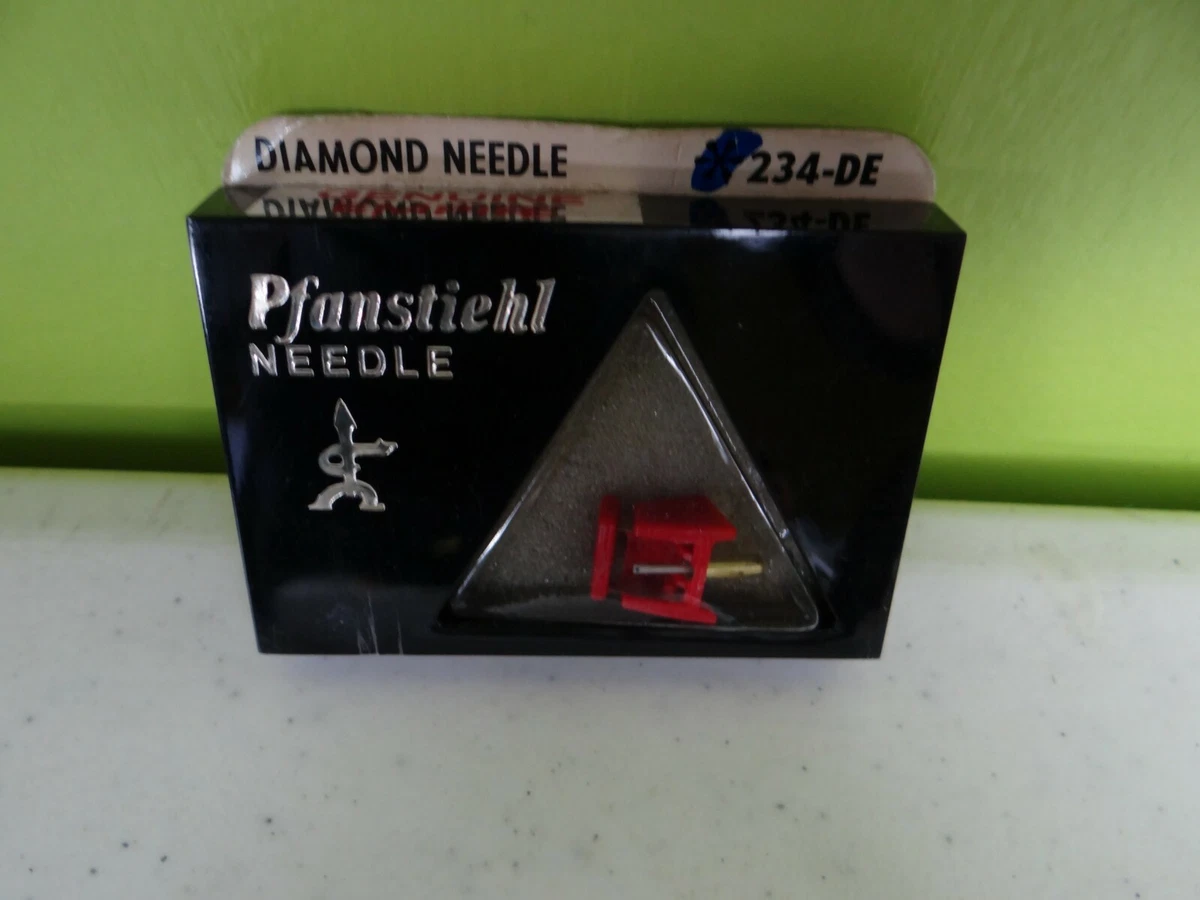 DIAMOND NEEDLE 234-DE
Pfanstiehl
NEEDLE